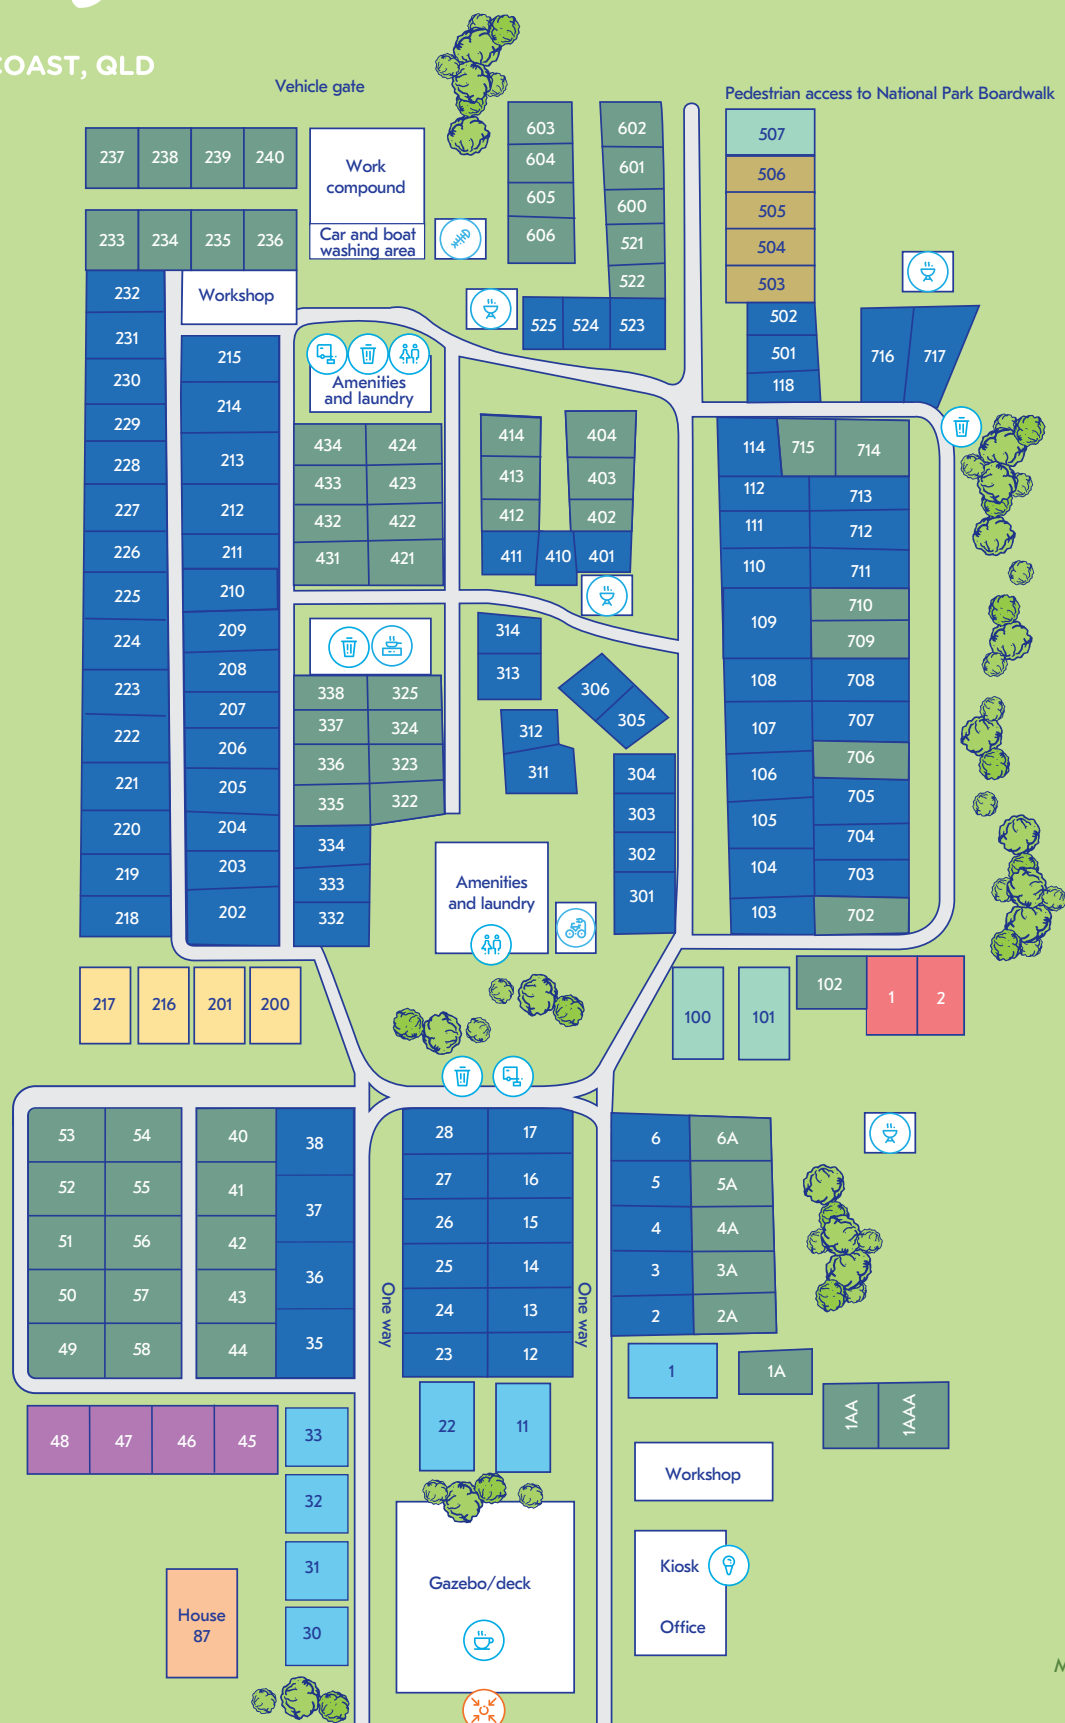 COAST, QLD
Vehicle gate
Pedestrian access to National Park Boardwalk
237 238 239 240
Work
compound
Car and boat
washing area
233 234 235 236
603
604
605
606
602
601
600
521
522
525 524 523
507
506
505
504
503
502
501
118
716 717
232
231
230
229
228
227
226
225
224
223
222
221
220
219
218
Workshop
215
214
213
212
211
210
209
208
207
206
205
204
203
202
Amenities
and laundry
434 424
433 423
432 422
431 421
414
413
412
411 410 401
404
403
402
338 325
337 324
336 323
335 322
334
333
332
314
313
312
311
306
305
304
303
302
301
Amenities
and laundry
114 715 714
112 713
111 712
110 711
109 710
709
108 708
107 707
706
106 705
105 704
104 703
103 702
217 216 201 200
100 101 102 1 2
53 54 40 38
52 55 41
51 56 42 37
50 57 43 36
49 58 44 35
28 17
27 16
26 15
25 14
24 13
23 12
One way
One way
6 6A
5 5A
4 4A
3 3A
2 2A
1 1A
1AA 1AAA
48 47 46 45
33
32
31
30
22 11
Workshop
Kiosk
Office
Gazebo/deck
House
87